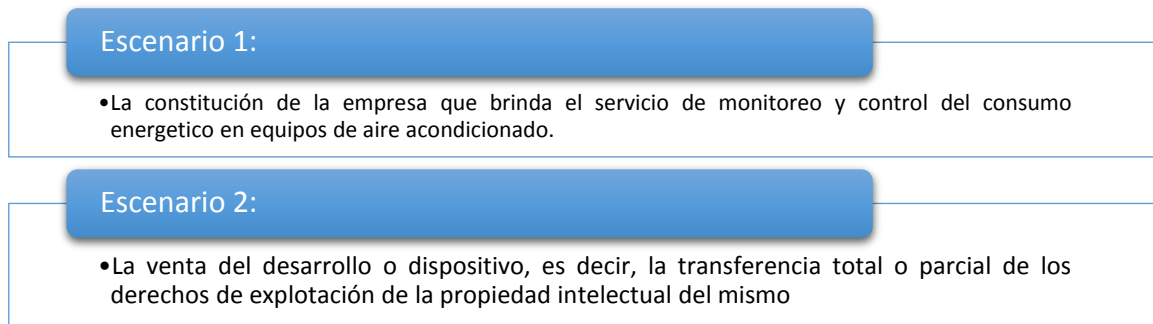 Escenario 1:
•La constitución de la empresa que brinda el servicio de monitoreo y control del consumo
energetico en equipos de aire acondicionado.
Escenario 2:
•La venta del desarrollo o dispositivo, es decir, la transferencia total o parcial de los
derechos de explotación de la propiedad intelectual del mismo